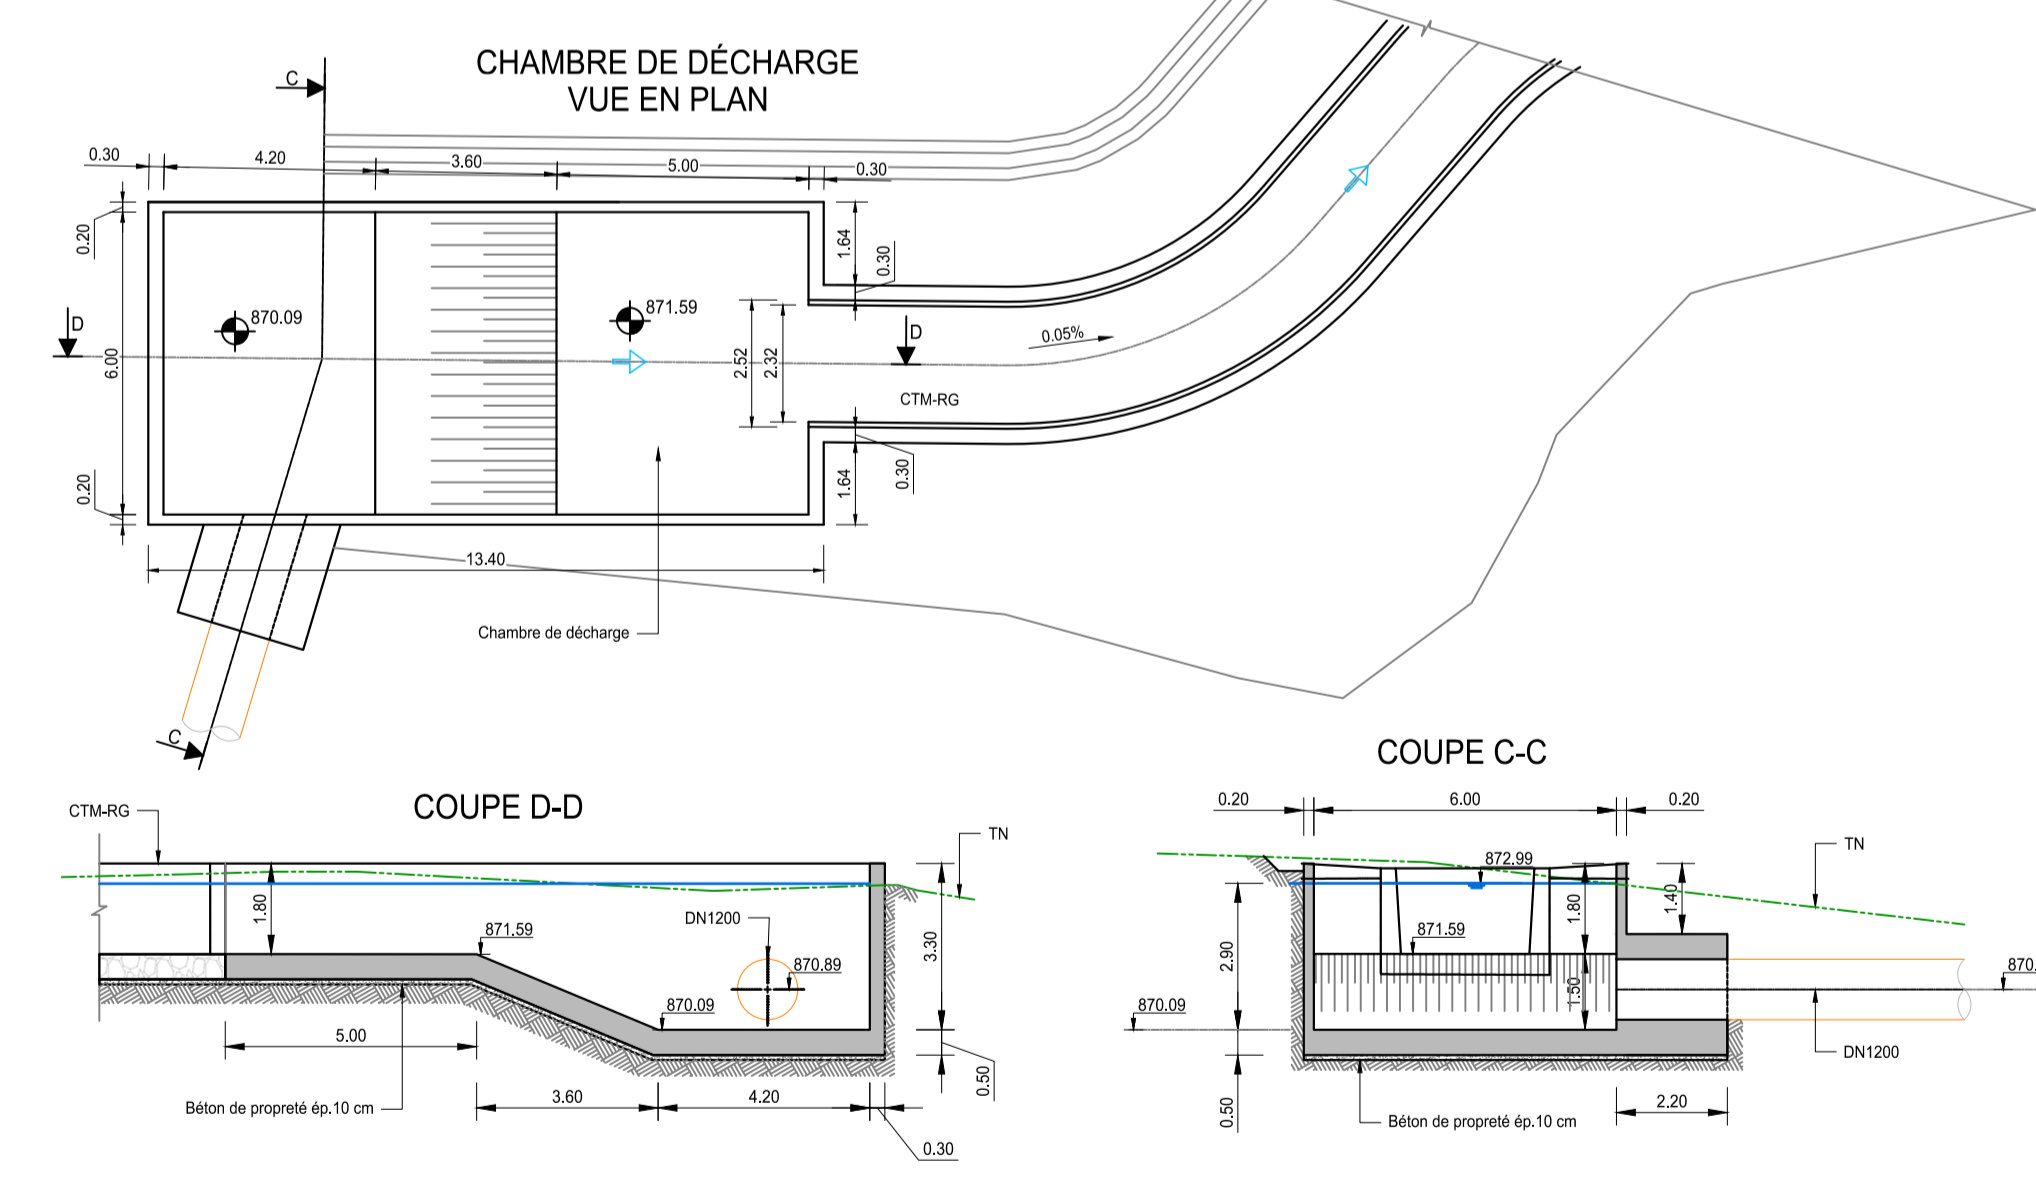 CHAMBRE DE DÉCHARGE
VUE EN PLAN
C
0.30
4.20
3.60
5.00
0.30
0.20
1.64
0.30
870.09
871.59
D
D
6.00
2.52
2.32
0.05%
CTM-RG
0.20
1.64
0.30
13.40
Chambre de décharge
C
COUPE D-D
CTM-RG
TN
1.80
871.59
DN1200
870.89
3.30
870.09
5.00
0.50
3.60
4.20
Béton de propreté ép.10 cm
0.30
COUPE C-C
0.20
6.00
0.20
872.99
TN
1.80
1.40
871.59
2.90
870.09
1.50
870.
DN1200
0.50
2.20
Béton de propreté ép.10 cm